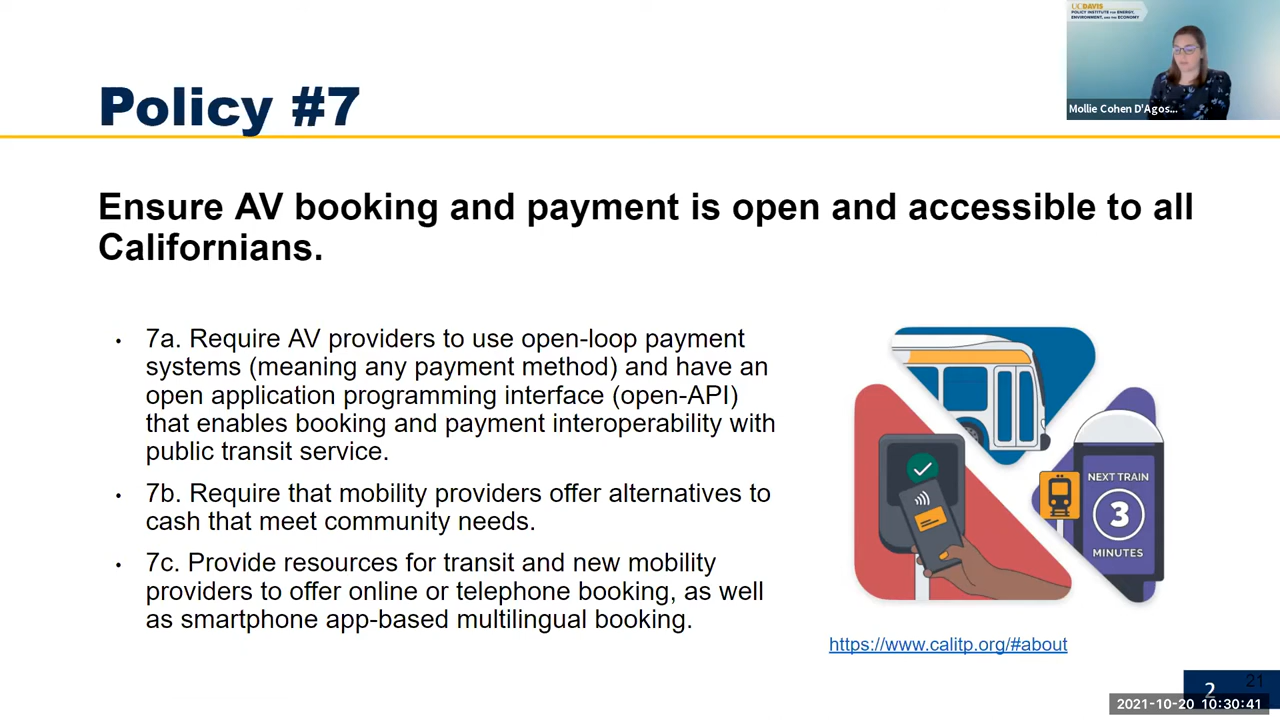 UCDAVIS
POLICY INSTITUTE FOR ENERGY,
ENVIRONMENT, AND THE ECONOMY
Mollie Cohen D'Agos...
Policy #7
Ensure AV booking and payment is open and accessible to all
Californians.
• 7a. Require AV providers to use open-loop payment
systems (meaning any payment method) and have an
open application programming interface (open-API)
that enables booking and payment interoperability with
public transit service.
• 7b. Require that mobility providers offer alternatives to
cash that meet community needs.
• 7c. Provide resources for transit and new mobility
providers to offer online or telephone booking, as well
as smartphone app-based multilingual booking.
NEXT TRAIN
3
MINUTES
https://www.calitp.org/#about
21
2
2021-10-20 10:30:41